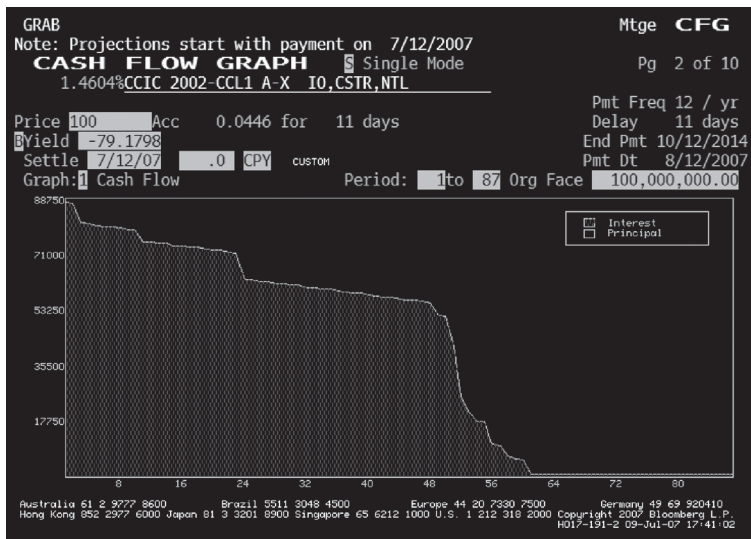 GRAB Mtge CFG
Note: Projections start with payment on 7/12/2007
CASH FLOW GRAPH S Single Mode Pg 2 of 10
1.4604%CCIC 2002-CCL1 A-X IO,CSTR,NTL
Pmt Freq 12 / yr
Price 100 Acc 0.0446 for 11 days Delay 11 days
BYield -79.1798 End Pmt 10/12/2014
Settle 7/12/07 .0 CPY CUSTOM Pmt Dt 8/12/2007
Graph:1 Cash Flow Period: 1to 87 Org Face 100,000,000.00
88750
Interest
Principal
71000
53250
35500
17750
8 16 24 32 40 48 56 64 72 80
Australia 61 2 9777 8600 Brazil 5511 3048 4500 Europe 44 20 7330 7500 Germany 49 69 920410
Hong Kong 852 2977 6000 Japan 81 3 3201 8900 Singapore 65 6212 1000 U.S. 1 212 318 2000 Copyright 2007 Bloomberg L.P.
H017-191-2 09-Jul-07 17:41:02